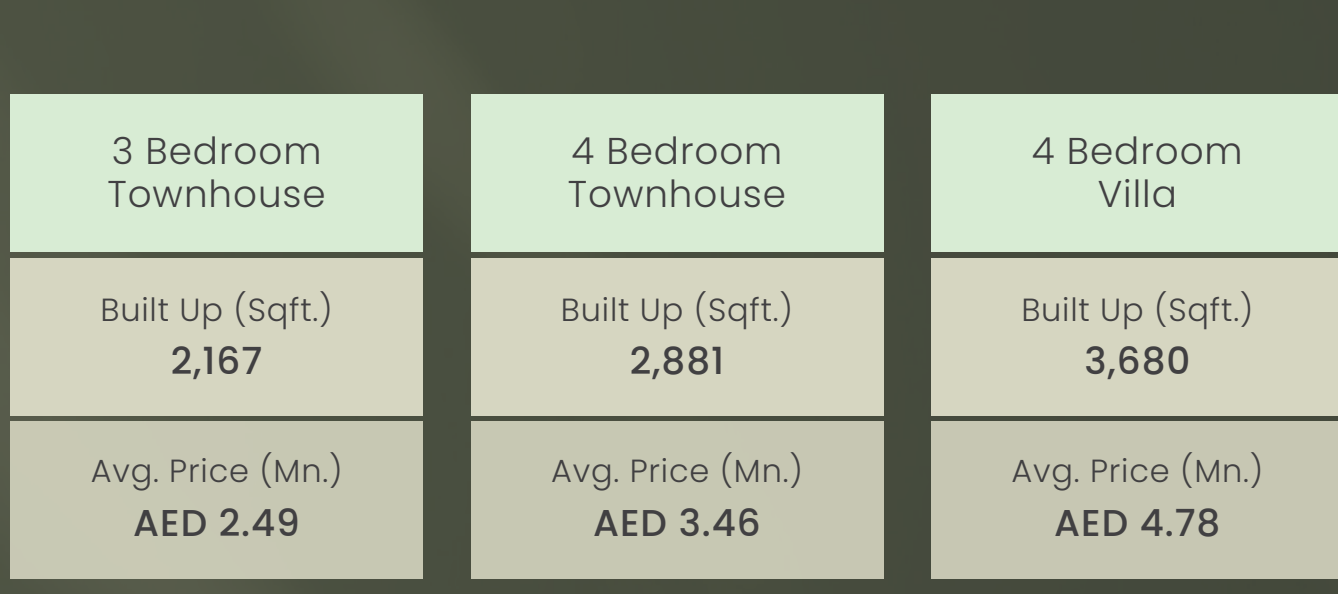 3 Bedroom
Townhouse
Built Up (Sqft.)
2,167
Avg. Price (Mn.)
AED 2.49
4 Bedroom
Townhouse
Built Up (Sqft.)
2,881
Avg. Price (Mn.)
AED 3.46
4 Bedroom
Villa
Built Up (Sqft.)
3,680
Avg. Price (Mn.)
AED 4.78